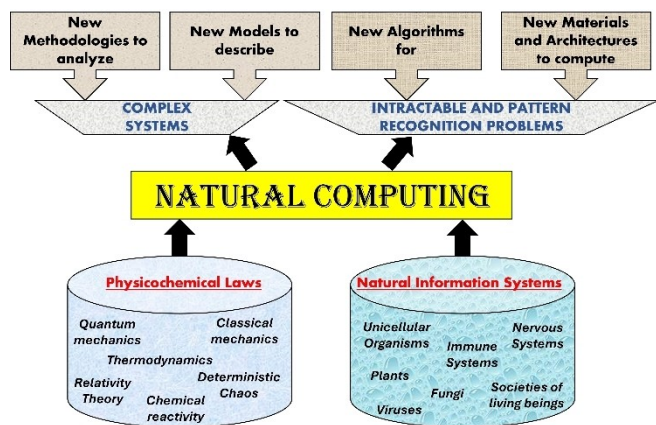 New
Methodologies to
analyze
New Models to
describe
New Algorithms
for
New Materials
and Architectures
to compute
COMPLEX
SYSTEMS
INTRACTABLE AND PATTERN
RECOGNITION PROBLEMS
NATURAL COMPUTING
Physicochemical Laws
Quantum
mechanics
Classical
mechanics
Thermodynamics
Relativity
Theory
Deterministic
Chaos
Chemical
reactivity
Natural Information Systems
Unicellular
Organisms
Nervous
Systems
Immune
Systems
Plants
Fungi
Societies of
living beings
Viruses